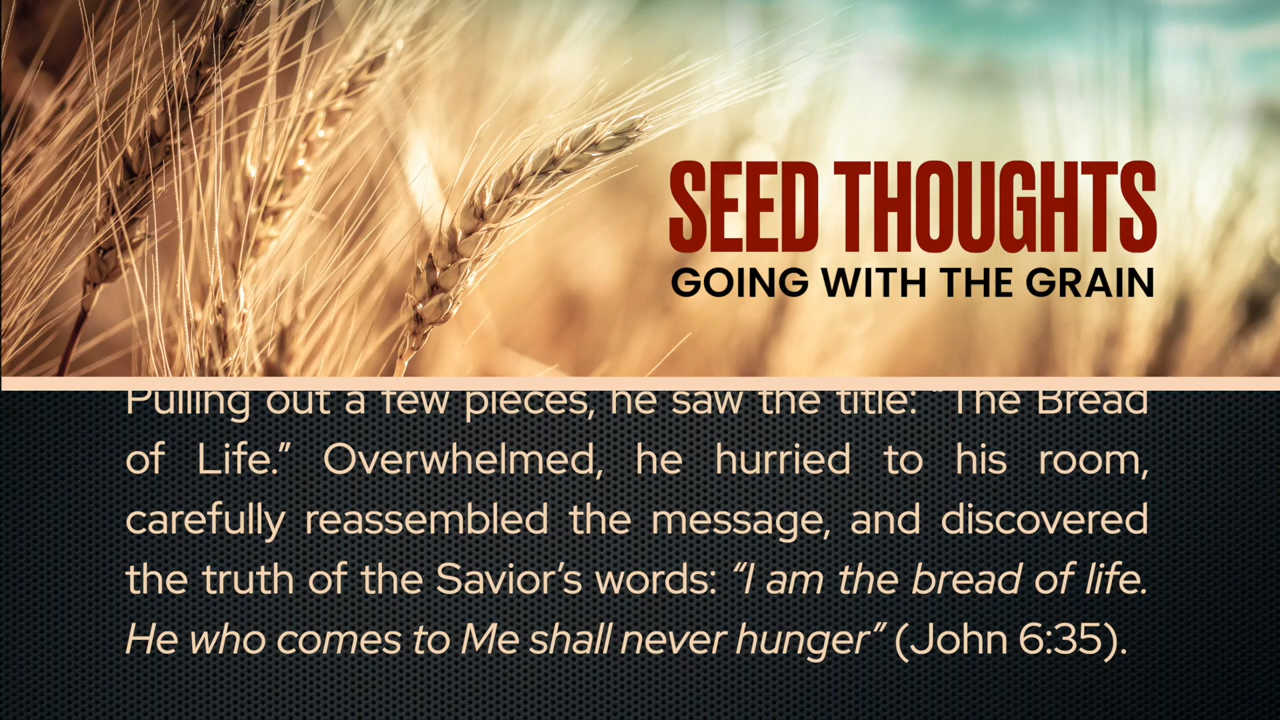 SEED THOUGHTS
GOING WITH THE GRAIN
Pulling out a few pieces, he saw the title: “The Bread
of Life.” Overwhelmed, he hurried to his room,
carefully reassembled the message, and discovered
the truth of the Savior’s words: “I am the bread of life.
He who comes to Me shall never hunger” (John 6:35).